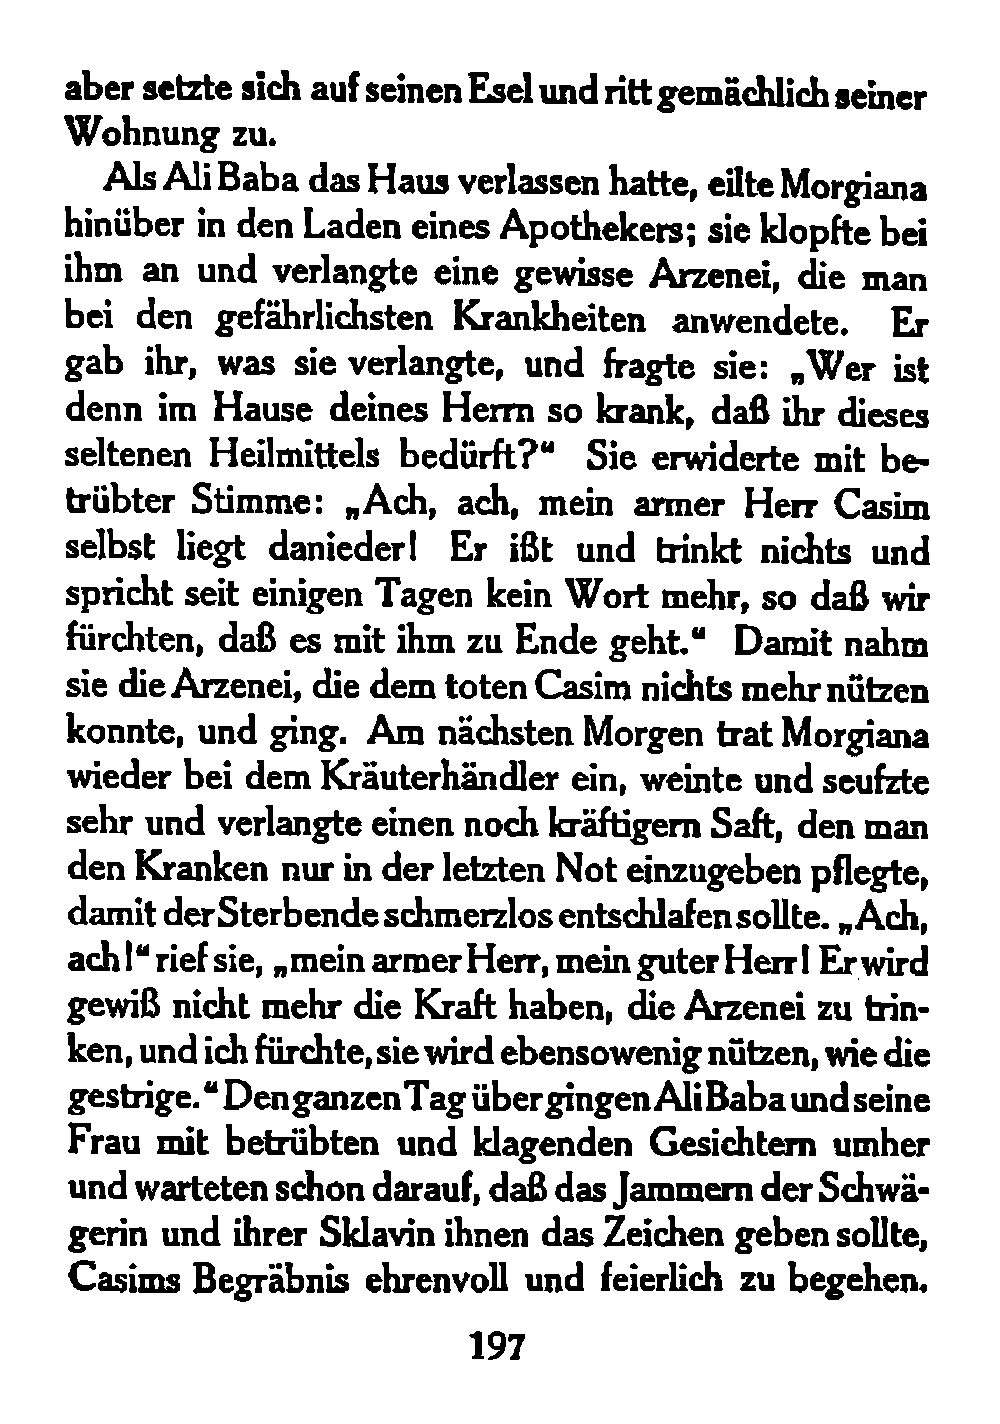 aber setzte sich auf seinen Esel und ritt gemächlich seiner
Wohnung zu.
Als Ali Baba das Haus verlassen hatte, eilte Morgiana
hinüber in den Laden eines Apothekers; sie klopfte bei
ihm an und verlangte eine gewisse Arzenei, die man
bei den gefährlichsten Krankheiten anwendete. Er
gab ihr, was sie verlangte, und fragte sie: „Wer ist
denn im Hause deines Herrn so krank, daß ihr dieses
seltenen Heilmittels bedürft?“ Sie erwiderte mit be-
trübter Stimme: „Ach, ach, mein armer Herr Casim
selbst liegt danieder! Er ißt und trinkt nichts und
spricht seit einigen Tagen kein Wort mehr, so daß wir
fürchten, daß es mit ihm zu Ende geht.“ Damit nahm
sie die Arzenei, die dem toten Casim nichts mehr nützen
konnte, und ging. Am nächsten Morgen trat Morgiana
wieder bei dem Kräuterhändler ein, weinte und seufzte
sehr und verlangte einen noch kräftigern Saft, den man
den Kranken nur in der letzten Not einzugeben pflegte,
damit der Sterbende schmerzlos entschlafen sollte. „Ach,
ach!“ rief sie, „mein armer Herr, mein guter Herr! Er wird
gewiß nicht mehr die Kraft haben, die Arzenei zu trin-
ken, und ich fürchte, sie wird ebensowenig nützen, wie die
gestrige.“ Den ganzen Tag über gingen Ali Baba und seine
Frau mit betrübten und klagenden Gesichtern umher
und warteten schon darauf, daß das Jammern der Schwä-
gerin und ihrer Sklavin ihnen das Zeichen geben sollte,
Casims Begräbnis ehrenvoll und feierlich zu begehen.
197